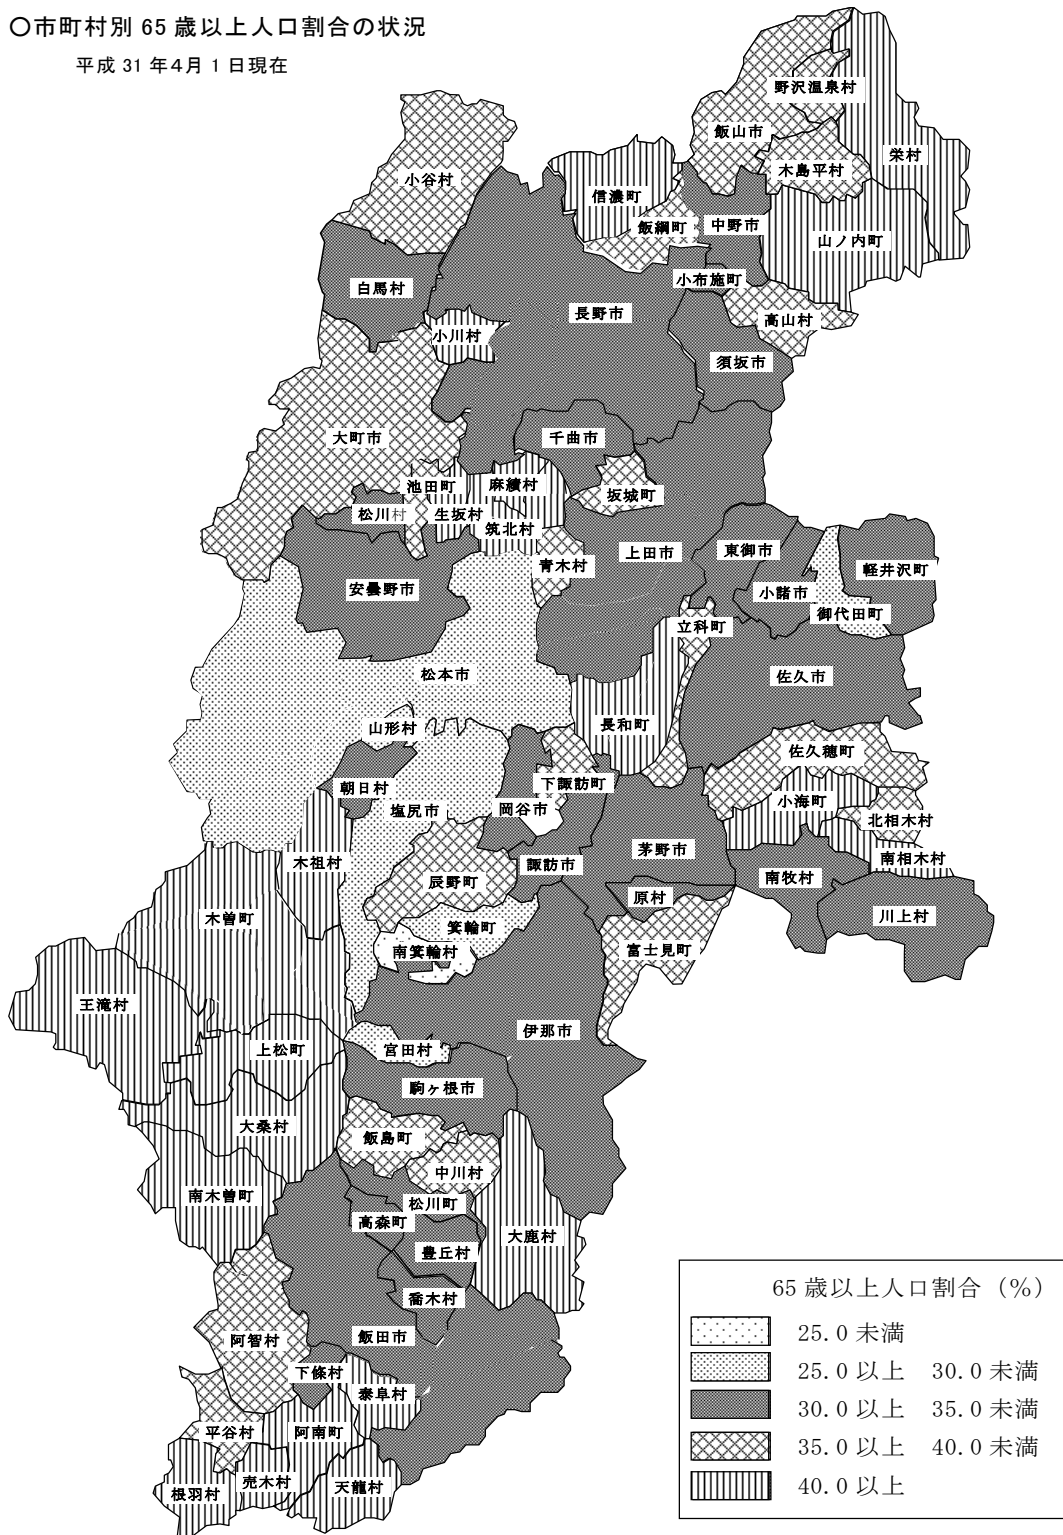 〇市町村別 65 歳以上人口割合の状況
平成 31 年4月 1 日現在
野沢温泉村
飯山市
栄村
木島平村
小谷村
信濃町
飯綱町
中野市
山ノ内町
小布施町
白馬村
長野市
高山村
小川村
須坂市
大町市
千曲市
池田町
麻績村
坂城町
松川村
生坂村
筑北村
上田市
東御市
青木村
軽井沢町
安曇野市
小諸市
御代田町
立科町
松本市
佐久市
山形村
長和町
佐久穂町
朝日村
下諏訪町
塩尻市
岡谷市
小海町
北相木村
木祖村
茅野市
諏訪市
南相木村
辰野町
南牧村
原村
木曽町
箕輪町
川上村
南箕輪村
富士見町
王滝村
伊那市
上松町
宮田村
駒ヶ根市
大桑村
飯島町
中川村
南木曽町
松川町
高森町
大鹿村
豊丘村
喬木村
阿智村
飯田市
下條村
泰阜村
平谷村
阿南町
売木村
天龍村
根羽村
65 歳以上人口割合（%）
25.0 未満
25.0 以上　30.0 未満
30.0 以上　35.0 未満
35.0 以上　40.0 未満
40.0 以上